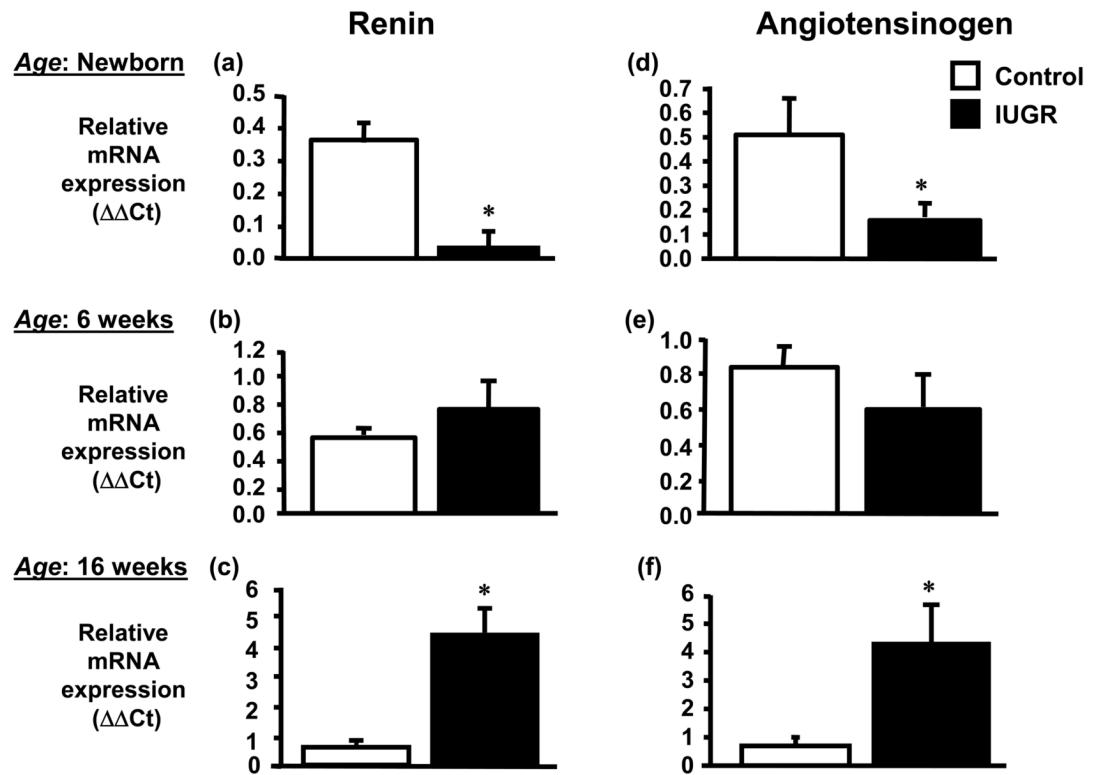 Renin
Angiotensinogen
Age: Newborn
(a)
(d)
Control
IUGR
Relative
mRNA
expression
(ΔΔCt)
0.5
0.4
0.3
0.2
0.1
0.0
*
0.7
0.6
0.5
0.4
0.3
0.2
0.1
0.0
*
Age: 6 weeks
(b)
(e)
Relative
mRNA
expression
(ΔΔCt)
1.2
1.0
0.8
0.6
0.4
0.2
0.0
1.0
0.8
0.6
0.4
0.2
0.0
Age: 16 weeks
(c)
(f)
Relative
mRNA
expression
(ΔΔCt)
6
5
4
3
2
1
0
*
6
5
4
3
2
1
0
*